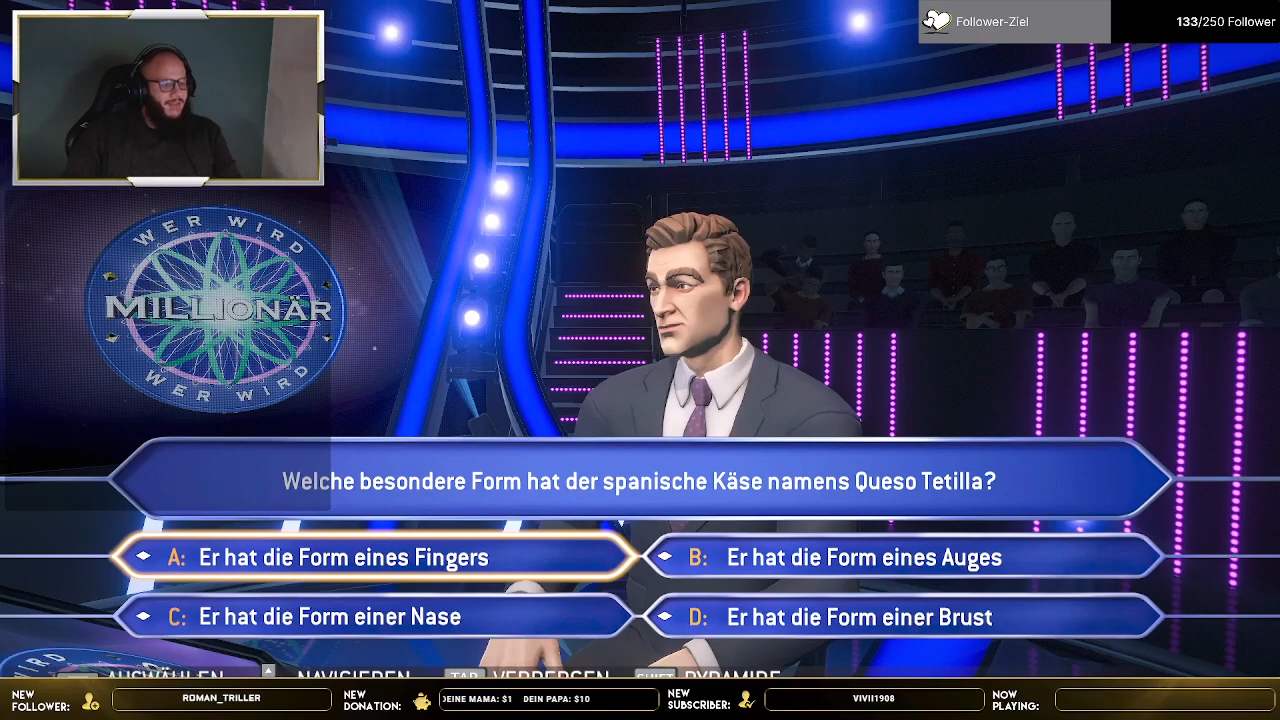 Follower-Ziel
133/250 Follower
WER WIRD
MILLIONÄR
WER WIRD
Welche besondere Form hat der spanische Käse namens Queso Tetilla?
A: Er hat die Form eines Fingers
B: Er hat die Form eines Auges
C: Er hat die Form einer Nase
D: Er hat die Form einer Brust
WIRD
AUSWÄHLEN
NAVIGIEREN
TAB VERBERGEN
SHIFT PYRAMIDE
NEW FOLLOWER:
ROMAN_TRILLER
NEW DONATION:
DEINE MAMA: $1 DEIN PAPA: $10
NEW SUBSCRIBER:
VIVII1908
NOW PLAYING: